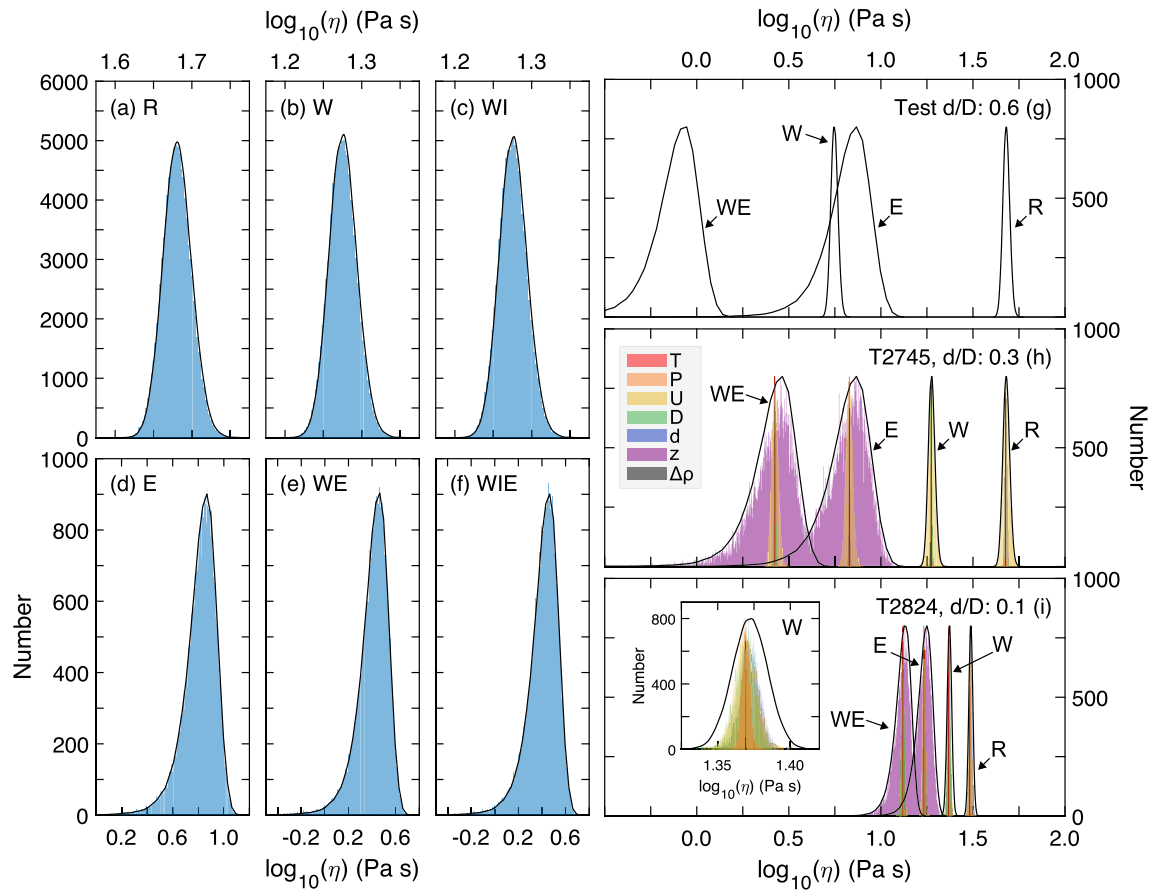 log10(η) (Pa s)
log10(η) (Pa s)
1.6 1.7 1.2 1.3 1.2 1.3
0.0 0.5 1.0 1.5 2.0
6000
5000
4000
3000
2000
1000
0
(a) R
(b) W
(c) WI
1000
500
Test d/D: 0.6 (g)
W
WE
E
R
1000
500
T2745, d/D: 0.3 (h)
T
P
U
D
d
z
Δρ
WE
E
W
R
Number
Number
1000
800
600
400
200
0
(d) E
(e) WE
(f) WIE
0.2 0.6 1.0
-0.2 0.2 0.6
-0.2 0.2 0.6
log10(η) (Pa s)
1000
500
0
T2824, d/D: 0.1 (i)
800
400
0
Number
W
1.35 1.40
log10(η) (Pa s)
E
W
WE
R
0.0 0.5 1.0 1.5 2.0
log10(η) (Pa s)